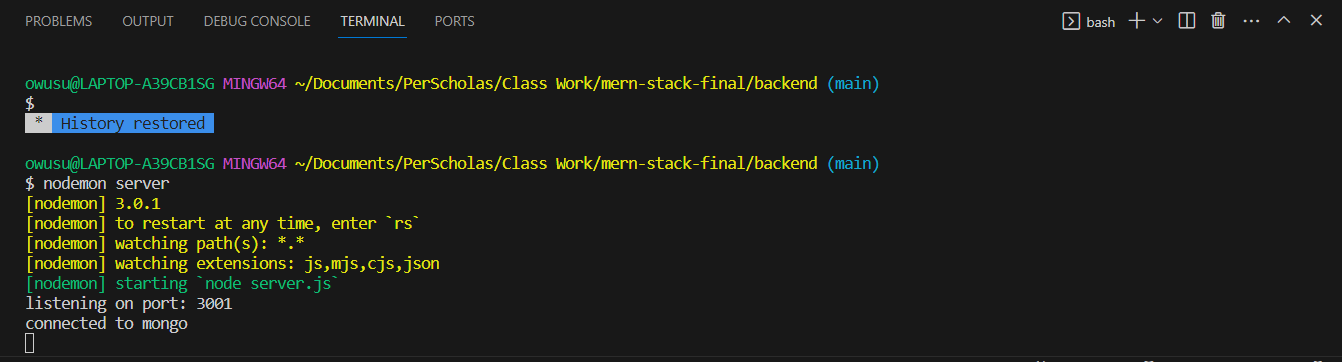 PROBLEMS OUTPUT DEBUG CONSOLE TERMINAL PORTS bash
owusu@LAPTOP-A39CB1SG MINGW64 ~/Documents/PerScholas/Class Work/mern-stack-final/backend (main)
$
* History restored
owusu@LAPTOP-A39CB1SG MINGW64 ~/Documents/PerScholas/Class Work/mern-stack-final/backend (main)
$ nodemon server
[nodemon] 3.0.1
[nodemon] to restart at any time, enter `rs`
[nodemon] watching path(s): *.*
[nodemon] watching extensions: js,mjs,cjs,json
[nodemon] starting `node server.js`
listening on port: 3001
connected to mongo